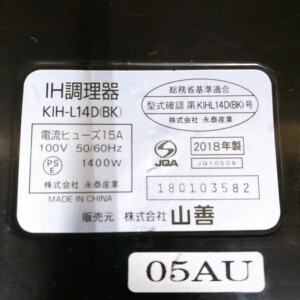 IH調理器
KIH-L14D(BK)
電流ヒューズ15A
100V 50/60Hz
PS
E
1400W
株式会社 永泰産業
MADE IN CHINA
総務省基準適合
型式確認 第KIHL14D(BK)号
株式会社 永泰産業
JQA
2018年製
JQ10508
180103582
販売元 株式会社 山善
05AU